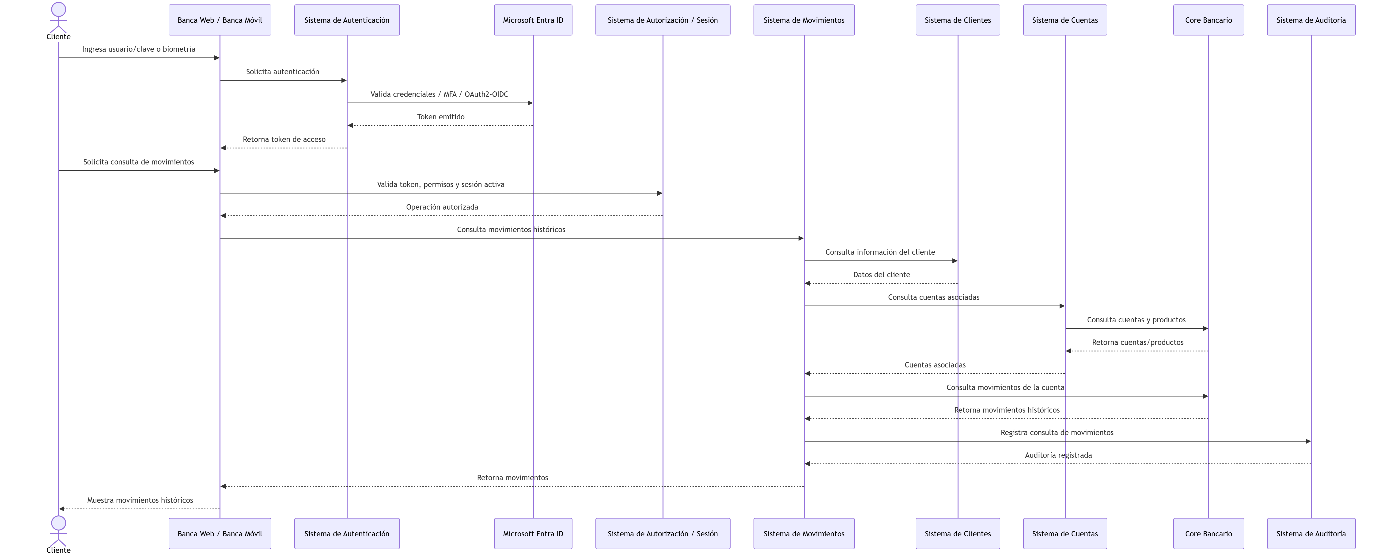 Cliente
Banca Web / Banca Móvil
Sistema de Autenticación
Microsoft Entra ID
Sistema de Autorización / Sesión
Sistema de Movimientos
Sistema de Clientes
Sistema de Cuentas
Core Bancario
Sistema de Auditoría
Ingresa usuario/clave o biometría
Solicita autenticación
Valida credenciales / MFA / OAuth2-OIDC
Token emitido
Retorna token de acceso
Solicita consulta de movimientos
Valida token, permisos y sesión activa
Operación autorizada
Consulta movimientos históricos
Consulta información del cliente
Datos del cliente
Consulta cuentas asociadas
Consulta cuentas y productos
Retorna cuentas/productos
Cuentas asociadas
Consulta movimientos de la cuenta
Retorna movimientos históricos
Registra consulta de movimientos
Auditoría registrada
Retorna movimientos
Muestra movimientos históricos
Cliente
Banca Web / Banca Móvil
Sistema de Autenticación
Microsoft Entra ID
Sistema de Autorización / Sesión
Sistema de Movimientos
Sistema de Clientes
Sistema de Cuentas
Core Bancario
Sistema de Auditoría